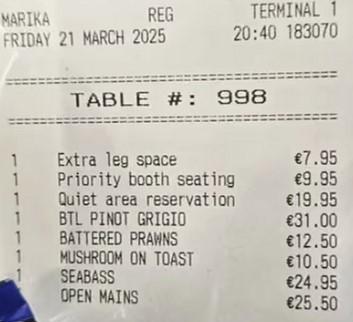 MARIKA REG TERMINAL 1
FRIDAY 21 MARCH 2025 20:40 183070
TABLE #: 998
1 Extra leg space €7.95
1 Priority booth seating €9.95
1 Quiet area reservation €19.95
1 BTL PINOT GRIGIO €31.00
1 BATTERED PRAWNS €12.50
1 MUSHROOM ON TOAST €10.50
1 SEABASS €24.95
OPEN MAINS €25.50